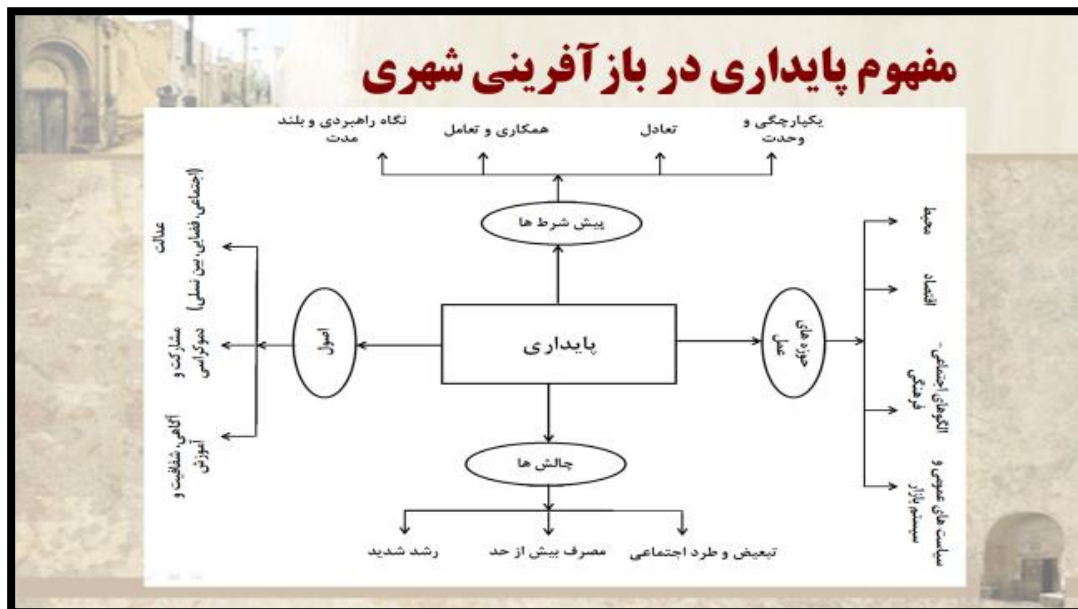 مفهوم پایداری در بازآفرینی شهری
یکپارچگی و
وحدت
تعادل
همکاری و تعامل
نگاه راهبردی و بلند
مدت
پیش شرط ها
محیط
اقتصاد
الگوهای اجتماعی-
فرهنگی
سیاست های عمومی و
سیستم بازار
حوزه های
عمل
پایداری
اصول
عدالت
(اجتماعی، فضایی، بین نسلی)
مشارکت و
دموکراسی
آگاهی، شفافیت و
آموزش
چالش ها
تبعیض و طرد اجتماعی
مصرف بیش از حد
رشد شدید